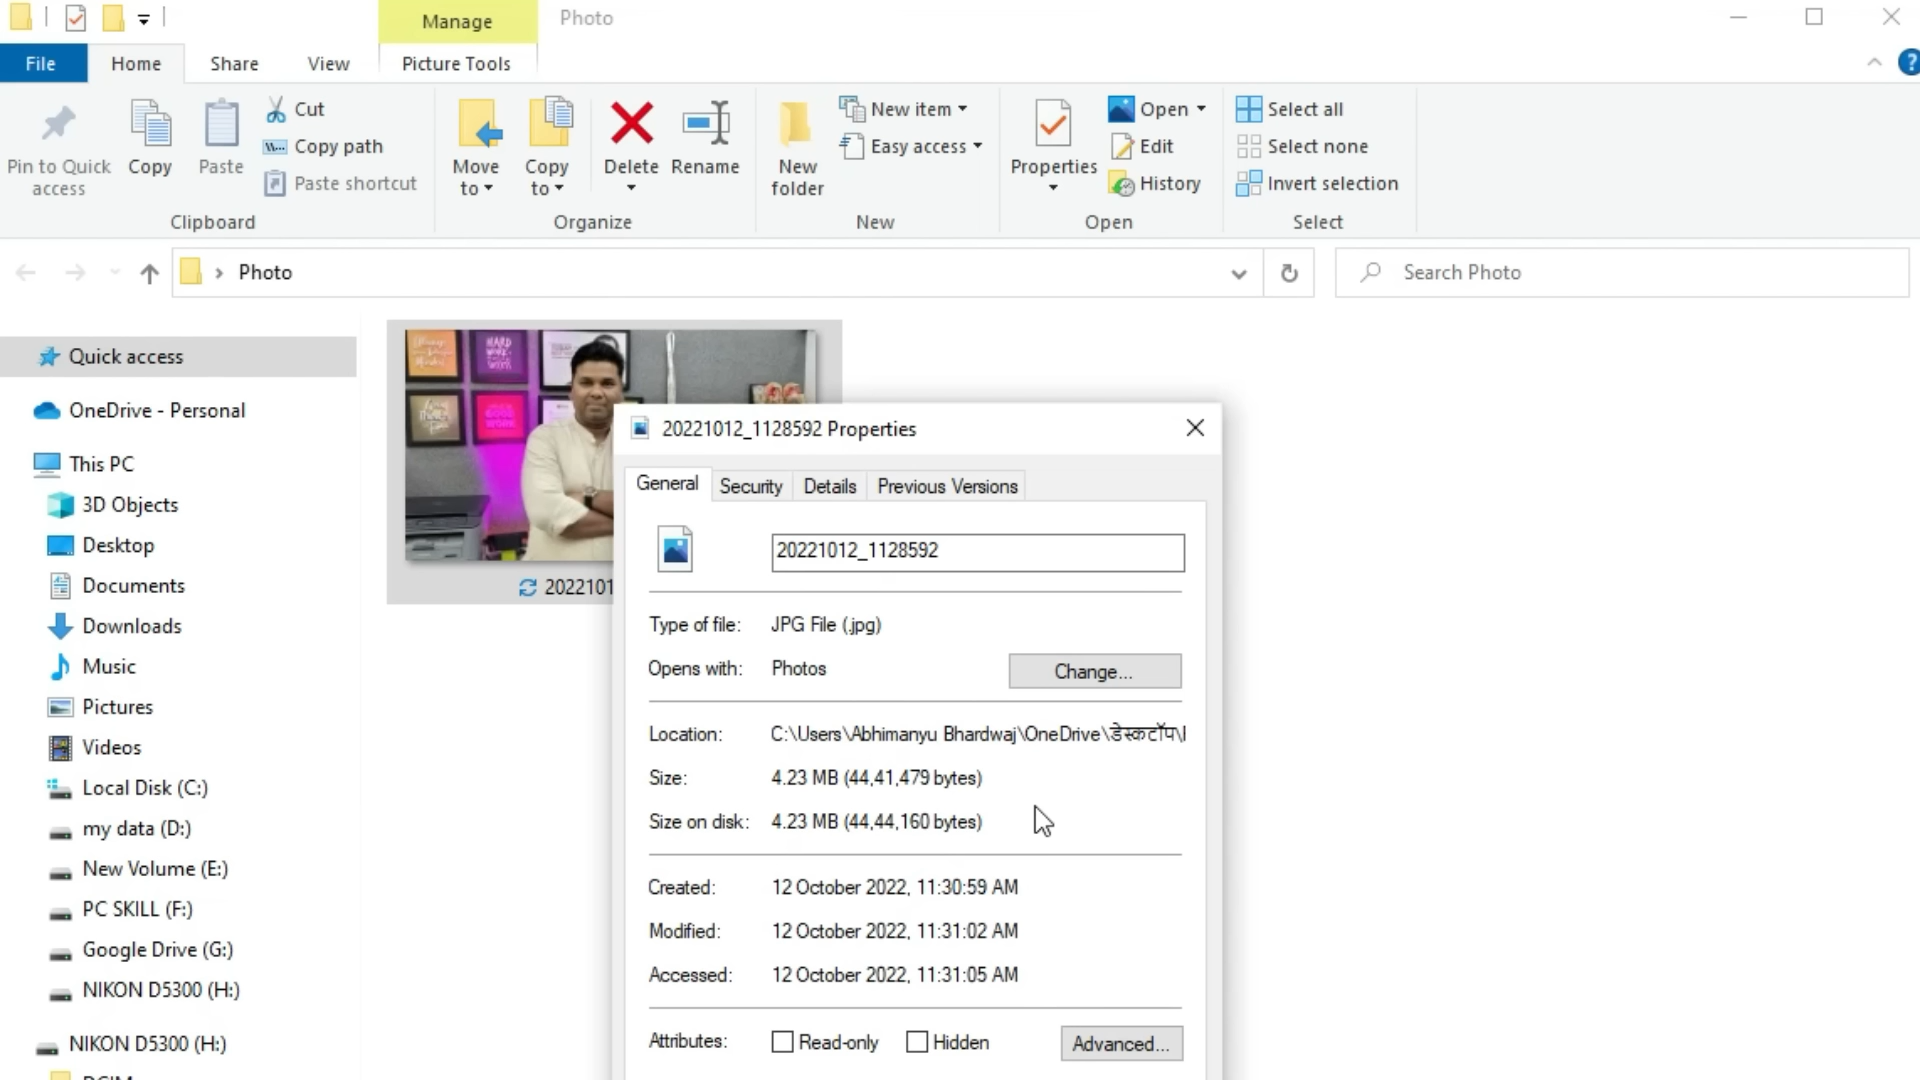 Manage
Photo
File
Home
Share
View
Picture Tools
Pin to Quick access
Copy
Paste
Cut
Copy path
Paste shortcut
Clipboard
Move to
Copy to
Delete
Rename
Organize
New folder
New item
Easy access
New
Properties
Open
Edit
History
Open
Select all
Select none
Invert selection
Select
Photo
Search Photo
Quick access
OneDrive - Personal
This PC
3D Objects
Desktop
Documents
Downloads
Music
Pictures
Videos
Local Disk (C:)
my data (D:)
New Volume (E:)
PC SKILL (F:)
Google Drive (G:)
NIKON D5300 (H:)
NIKON D5300 (H:)
HARD WORK
202210
20221012_1128592 Properties
General
Security
Details
Previous Versions
20221012_1128592
Type of file: JPG File (.jpg)
Opens with: Photos
Change...
Location: C:\Users\Abhimanyu Bhardwaj\OneDrive\डेस्कटॉप\
Size: 4.23 MB (44,41,479 bytes)
Size on disk: 4.23 MB (44,44,160 bytes)
Created: 12 October 2022, 11:30:59 AM
Modified: 12 October 2022, 11:31:02 AM
Accessed: 12 October 2022, 11:31:05 AM
Attributes: Read-only Hidden Advanced...